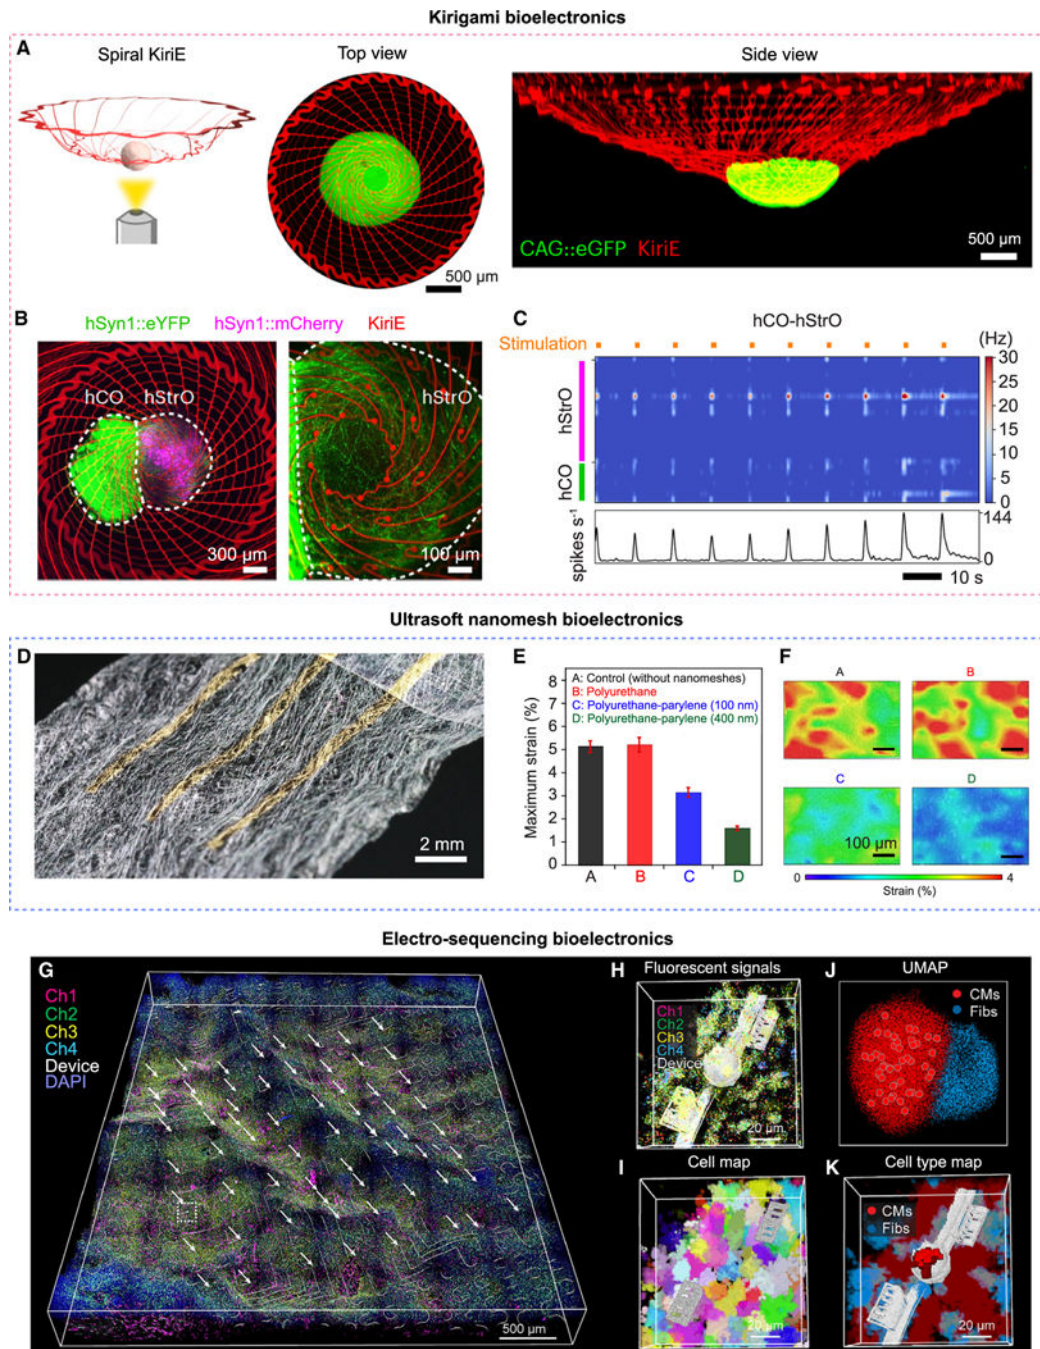 Kirigami bioelectronics
A
Spiral KiriE
Top view
Side view
500 µm
CAG::eGFP KiriE
500 µm
B
hSyn1::eYFP hSyn1::mCherry KiriE
hCO
hStrO
300 µm
hStrO
100 µm
C
hCO-hStrO
Stimulation
(Hz)
30
25
20
15
10
5
0
hStrO
hCO
spikes s-1
144
0
10 s
Ultrasoft nanomesh bioelectronics
D
2 mm
E
A: Control (without nanomeshes)
B: Polyurethane
C: Polyurethane-parylene (100 nm)
D: Polyurethane-parylene (400 nm)
Maximum strain (%)
8
7
6
5
4
3
2
1
0
A
B
C
D
F
A
B
C
D
100 µm
0
4
Strain (%)
Electro-sequencing bioelectronics
G
Ch1
Ch2
Ch3
Ch4
Device
DAPI
500 µm
H
Fluorescent signals
Ch1
Ch2
Ch3
Ch4
Device
20 µm
I
Cell map
20 µm
J
UMAP
CMs
Fibs
K
Cell type map
CMs
Fibs
20 µm